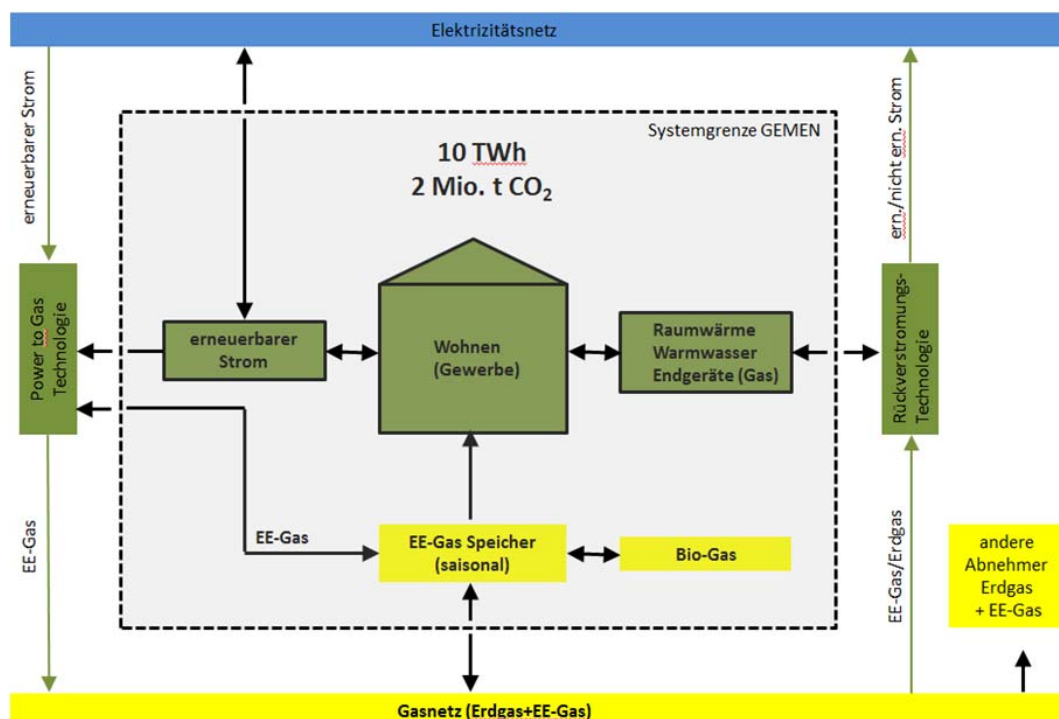 Elektrizitätsnetz
erneuerbarer Strom
ern./nicht ern. Strom
Systemgrenze GEMEN
10 TWh
2 Mio. t CO₂
Power to Gas
Technologie
erneuerbarer
Strom
Wohnen
(Gewerbe)
Raumwärme
Warmwasser
Endgeräte (Gas)
Rückverstromungs-
Technologie
EE-Gas
EE-Gas
EE-Gas Speicher
(saisonal)
Bio-Gas
EE-Gas/Erdgas
andere
Abnehmer
Erdgas
+ EE-Gas
Gasnetz (Erdgas+EE-Gas)